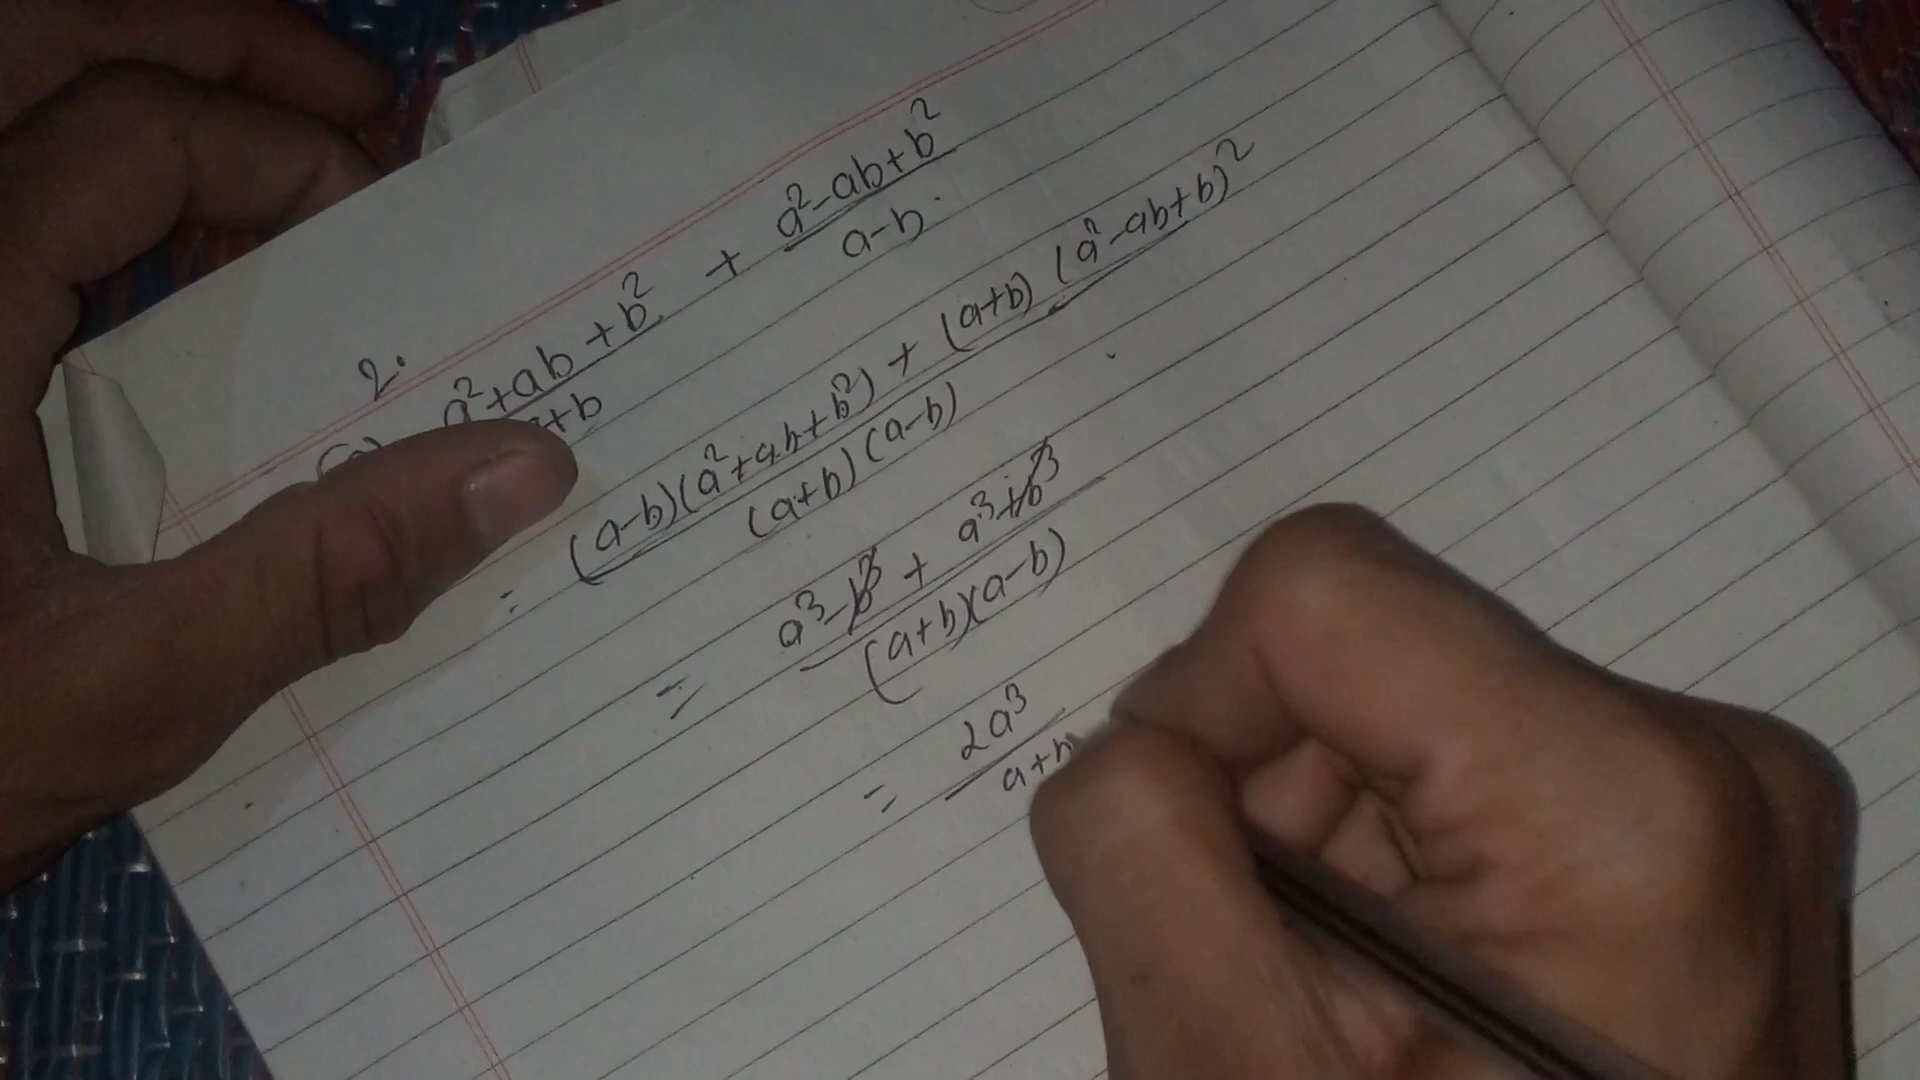 2.
a²+ab+b² / +b + a²-ab+b² / a-b.
= (a-b)(a²+ab+b²) + (a+b) (a²-ab+b)² / (a+b) (a-b)
= a³-b³ + a³+b³ / (a+b)(a-b)
= 2a³ / a+b